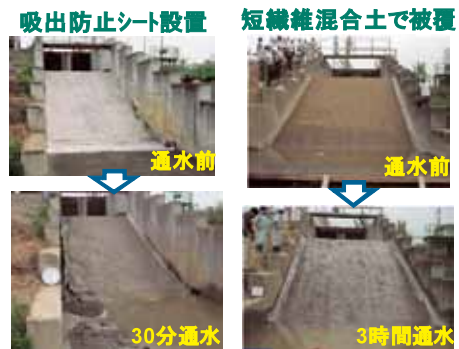 吸出防止シート設置
短繊維混合土で被覆
通水前
通水前
30分通水
3時間通水